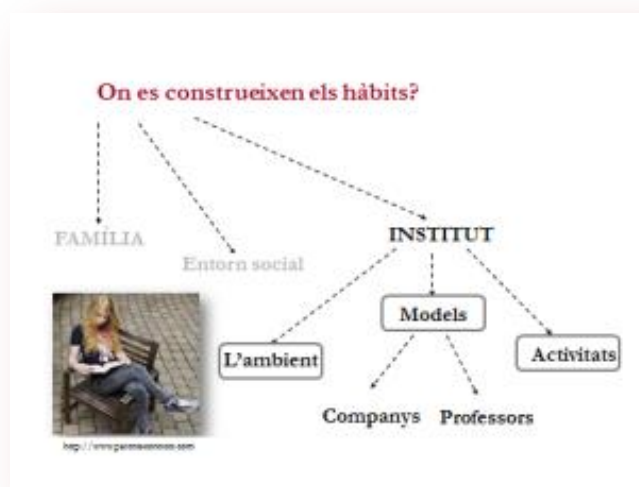 On es construeixen els hàbits?
FAMÍLIA
Entorn social
INSTITUT
L'ambient
Models
Activitats
Companys
Professors